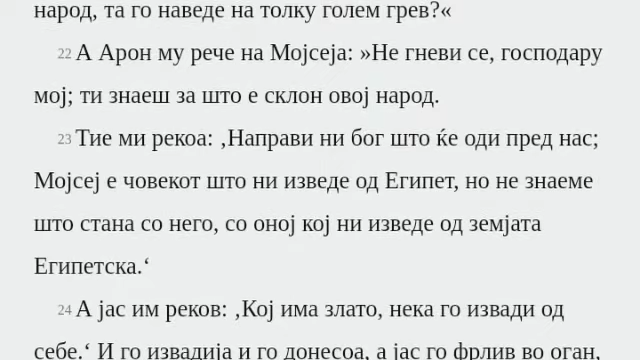 народ, та го наведе на толку голем грев?«
22 А Арон му рече на Мојсеја: »Не гневи се, господару
мој; ти знаеш за што е склон овој народ.
23 Тие ми рекоа: ‚Направи ни бог што ќе оди пред нас;
Мојсеј е човекот што ни изведе од Египет, но не знаеме
што стана со него, со оној кој ни изведе од земјата
Египетска.‘
24 А јас им реков: ‚Кој има злато, нека го извади од
себе.‘ И го извадија и го донесоа, а јас го фрлив во оган,